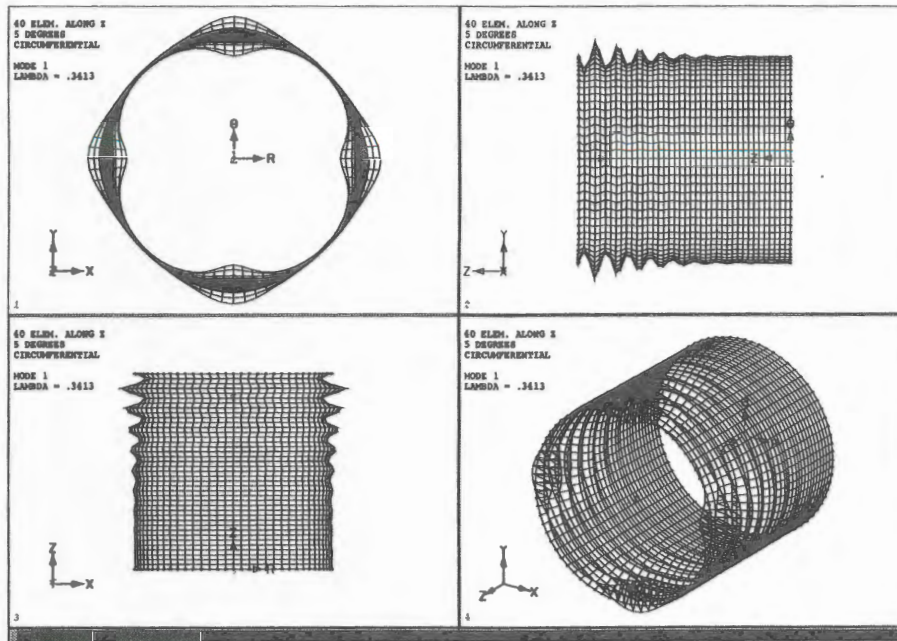 40 ELEM. ALONG Z
5 DEGREES
CIRCUMFERENTIAL
MODE 1
LAMBDA = .3413
θ
Z R
Y
Z X
1
40 ELEM. ALONG Z
5 DEGREES
CIRCUMFERENTIAL
MODE 1
LAMBDA = .3413
θ
Z
Y
Z X
2
40 ELEM. ALONG Z
5 DEGREES
CIRCUMFERENTIAL
MODE 1
LAMBDA = .3413
Z
R
Z
Y X
3
40 ELEM. ALONG Z
5 DEGREES
CIRCUMFERENTIAL
MODE 1
LAMBDA = .3413
Y
Z X
4